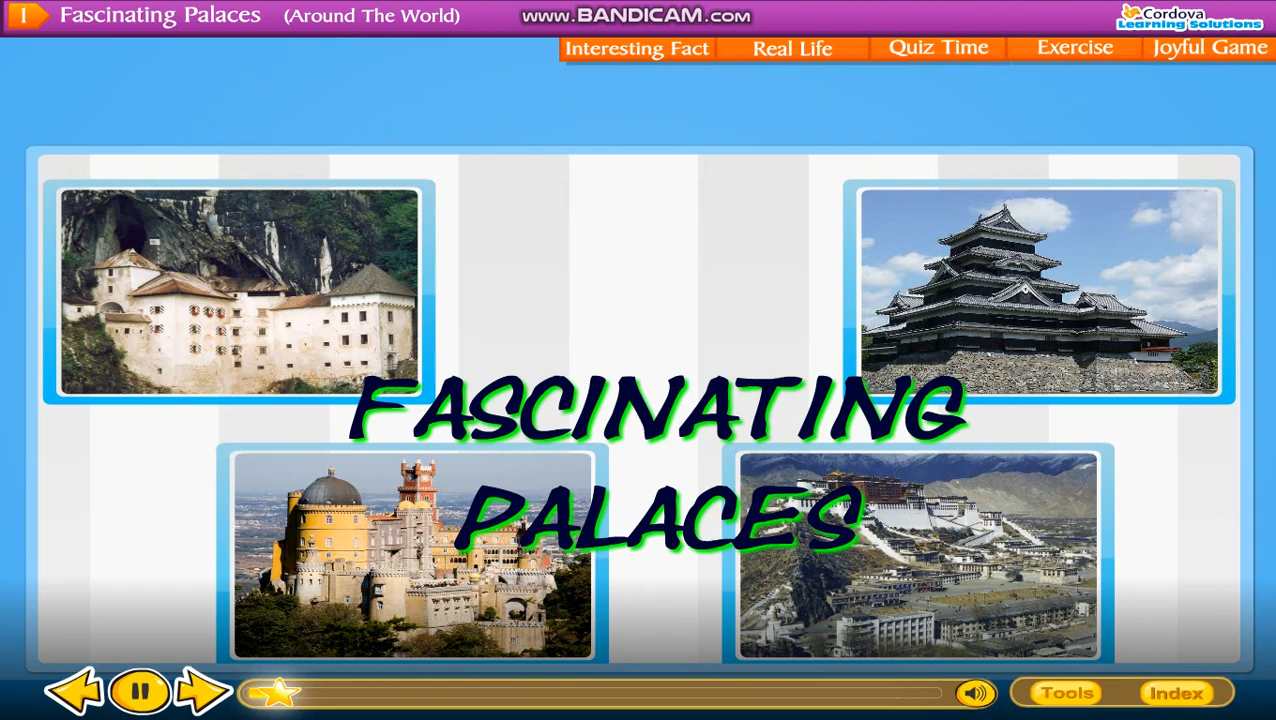 1 Fascinating Palaces (Around The World) www.BANDICAM.com Cordova
Learning Solutions
Interesting Fact Real Life Quiz Time Exercise Joyful Game
FASCINATING
PALACES
Tools Index